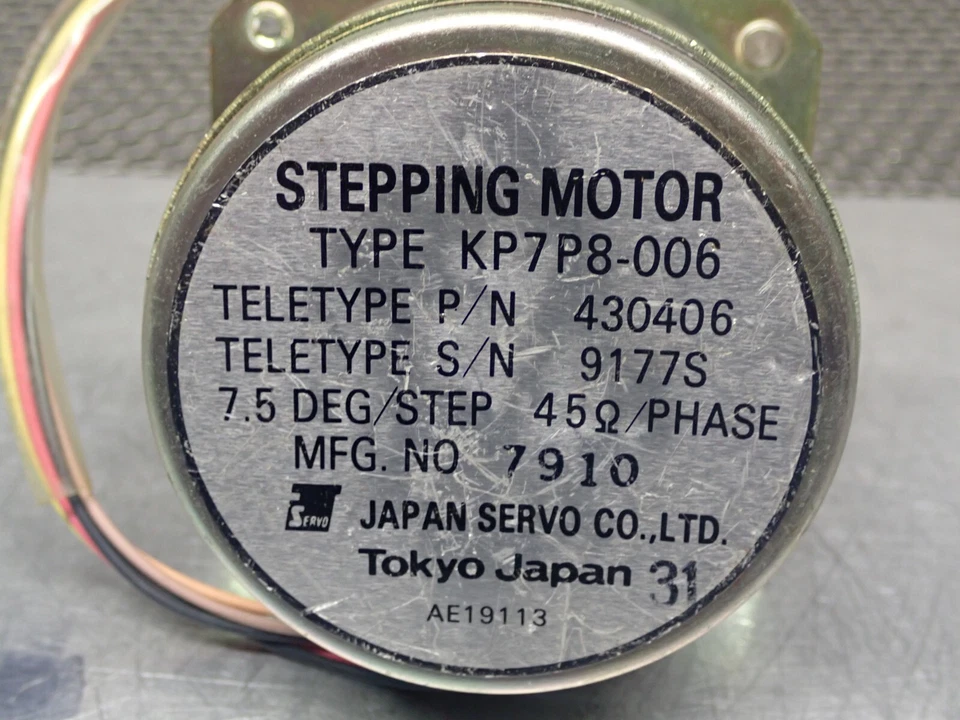 STEPPING MOTOR
TYPE KP7P8-006
TELETYPE P/N 430406
TELETYPE S/N 9177S
7.5 DEG/STEP 45Ω/PHASE
MFG. NO 7910
SERVO JAPAN SERVO CO.,LTD.
Tokyo Japan 31
AE19113